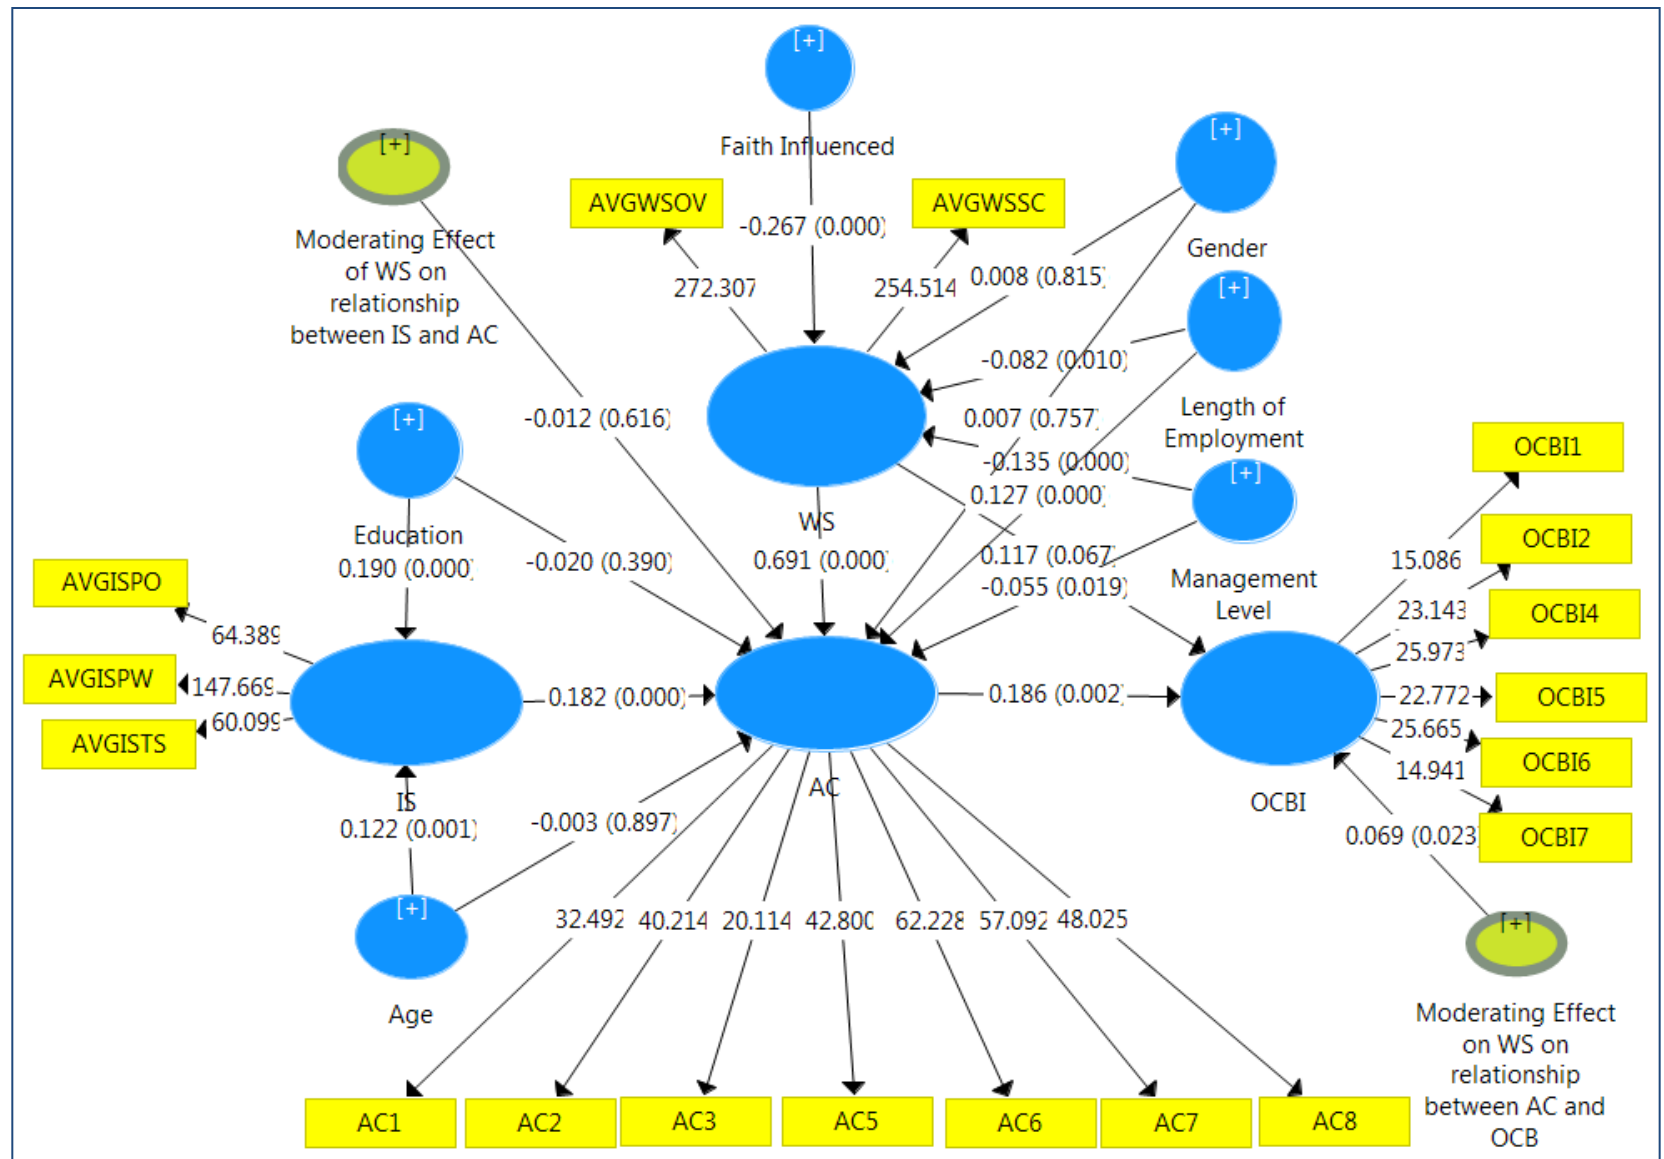 [+]
Faith Influenced
[+]
Moderating Effect
of WS on
relationship
between IS and AC
AVGWSOV
AVGWSSC
[+]
Gender
-0.267 (0.000)
272.307
254.514
0.008 (0.815)
[+]
Length of
Employment
-0.082 (0.010)
-0.012 (0.616)
0.007 (0.757)
-0.135 (0.000)
0.127 (0.000)
[+]
Management
Level
[+]
Education
0.190 (0.000)
-0.020 (0.390)
WS
0.691 (0.000)
0.117 (0.067)
-0.055 (0.019)
OCBI1
OCBI2
OCBI4
OCBI5
OCBI6
OCBI7
15.086
23.143
25.973
22.772
25.665
14.941
AVGISPO
AVGISPW
AVGISTS
64.389
147.669
60.099
0.182 (0.000)
0.186 (0.002)
IS
AC
OCBI
0.122 (0.001)
-0.003 (0.897)
0.069 (0.023)
[+]
Age
32.492
40.214
20.114
42.800
62.228
57.092
48.025
[+]
Moderating Effect
on WS on
relationship
between AC and
OCB
AC1
AC2
AC3
AC5
AC6
AC7
AC8